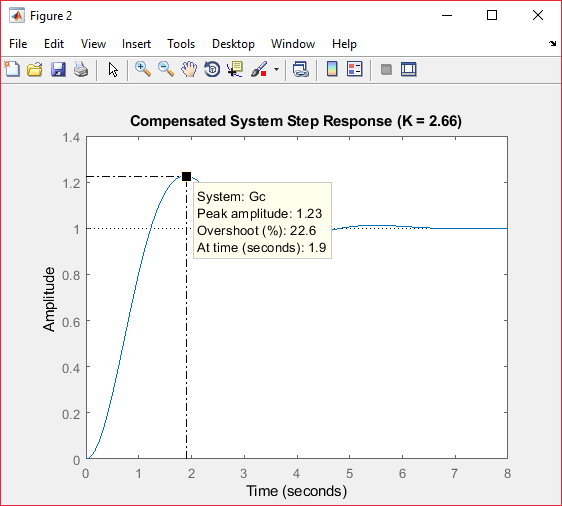 Figure 2
File Edit View Insert Tools Desktop Window Help
Compensated System Step Response (K = 2.66)
1.4
1.2
1
0.8
0.6
0.4
0.2
0
Amplitude
System: Gc
Peak amplitude: 1.23
Overshoot (%): 22.6
At time (seconds): 1.9
0 1 2 3 4 5 6 7 8
Time (seconds)